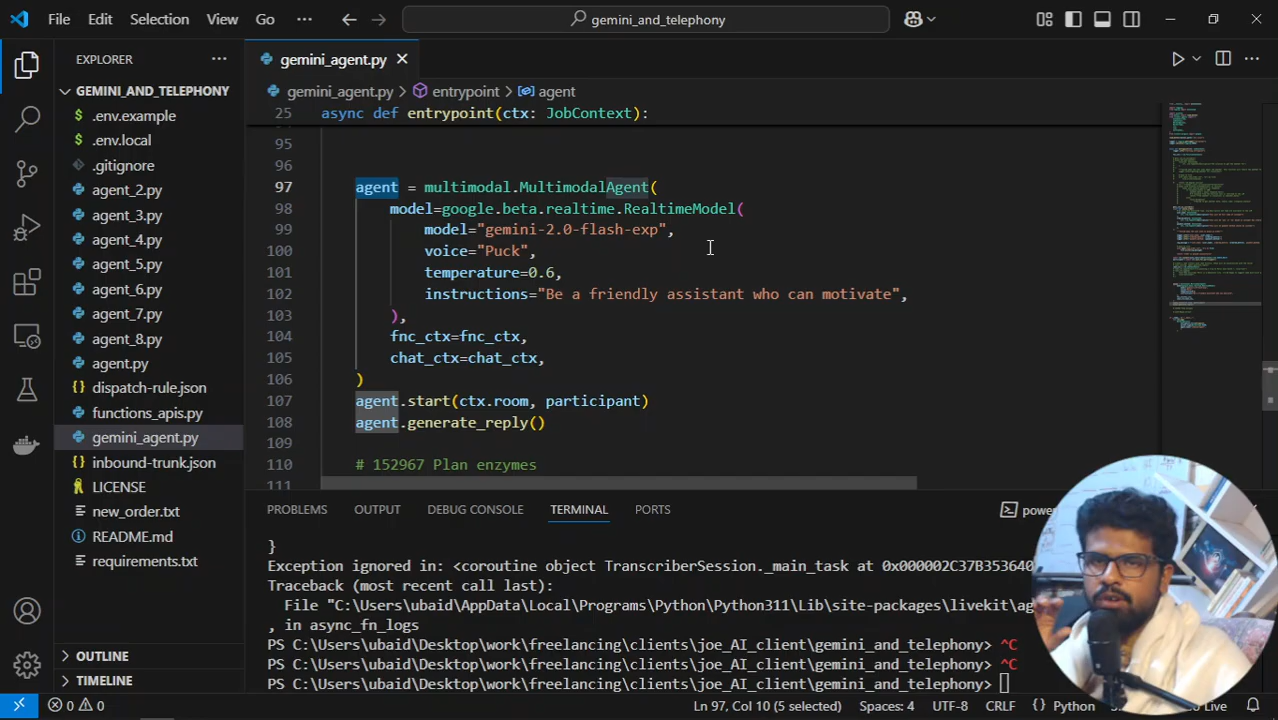 File Edit Selection View Go ··· gemini_and_telephony
EXPLORER ···
GEMINI_AND_TELEPHONY
.env.example
.env.local
.gitignore
agent_2.py
agent_3.py
agent_4.py
agent_5.py
agent_6.py
agent_7.py
agent_8.py
agent.py
dispatch-rule.json
functions_apis.py
gemini_agent.py
inbound-trunk.json
LICENSE
new_order.txt
README.md
requirements.txt
OUTLINE
TIMELINE
gemini_agent.py
gemini_agent.py > entrypoint > agent
25 async def entrypoint(ctx: JobContext):
95
96
97 agent = multimodal.MultimodalAgent(
98 model=google.beta.realtime.RealtimeModel(
99 model="gemini-2.0-flash-exp",
100 voice="Puck",
101 temperature=0.6,
102 instructions="Be a friendly assistant who can motivate",
103 ),
104 fnc_ctx=fnc_ctx,
105 chat_ctx=chat_ctx,
106 )
107 agent.start(ctx.room, participant)
108 agent.generate_reply()
109
110 # 152967 Plan enzymes
111
PROBLEMS OUTPUT DEBUG CONSOLE TERMINAL PORTS
}
Exception ignored in: <coroutine object TranscriberSession._main_task at 0x000002C37B353640
Traceback (most recent call last):
File "C:\Users\ubaid\AppData\Local\Programs\Python\Python311\Lib\site-packages\livekit\ag
, in async_fn_logs
PS C:\Users\ubaid\Desktop\work\freelancing\clients\joe_AI_client\gemini_and_telephony> ^C
PS C:\Users\ubaid\Desktop\work\freelancing\clients\joe_AI_client\gemini_and_telephony> ^C
PS C:\Users\ubaid\Desktop\work\freelancing\clients\joe_AI_client\gemini_and_telephony>
0 0 Ln 97, Col 10 (5 selected) Spaces: 4 UTF-8 CRLF { } Python Live